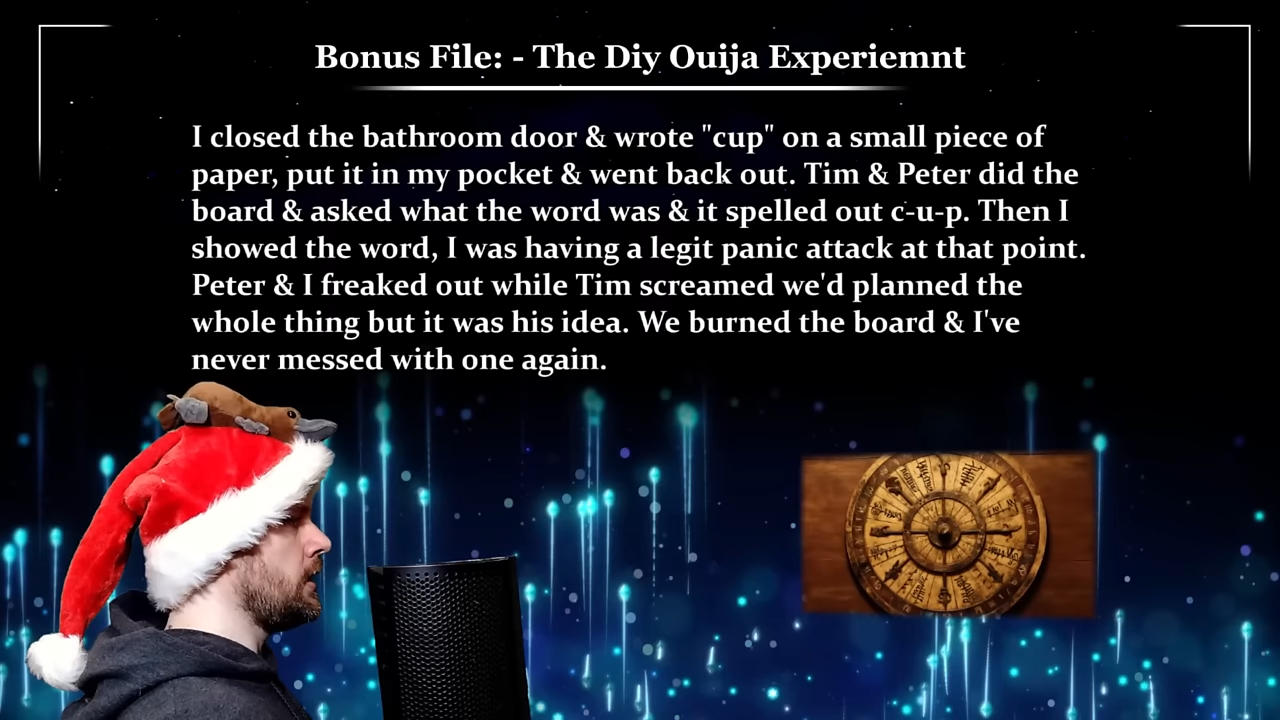 Bonus File: - The Diy Ouija Experiemnt
I closed the bathroom door & wrote "cup" on a small piece of
paper, put it in my pocket & went back out. Tim & Peter did the
board & asked what the word was & it spelled out c-u-p. Then I
showed the word, I was having a legit panic attack at that point.
Peter & I freaked out while Tim screamed we'd planned the
whole thing but it was his idea. We burned the board & I've
never messed with one again.